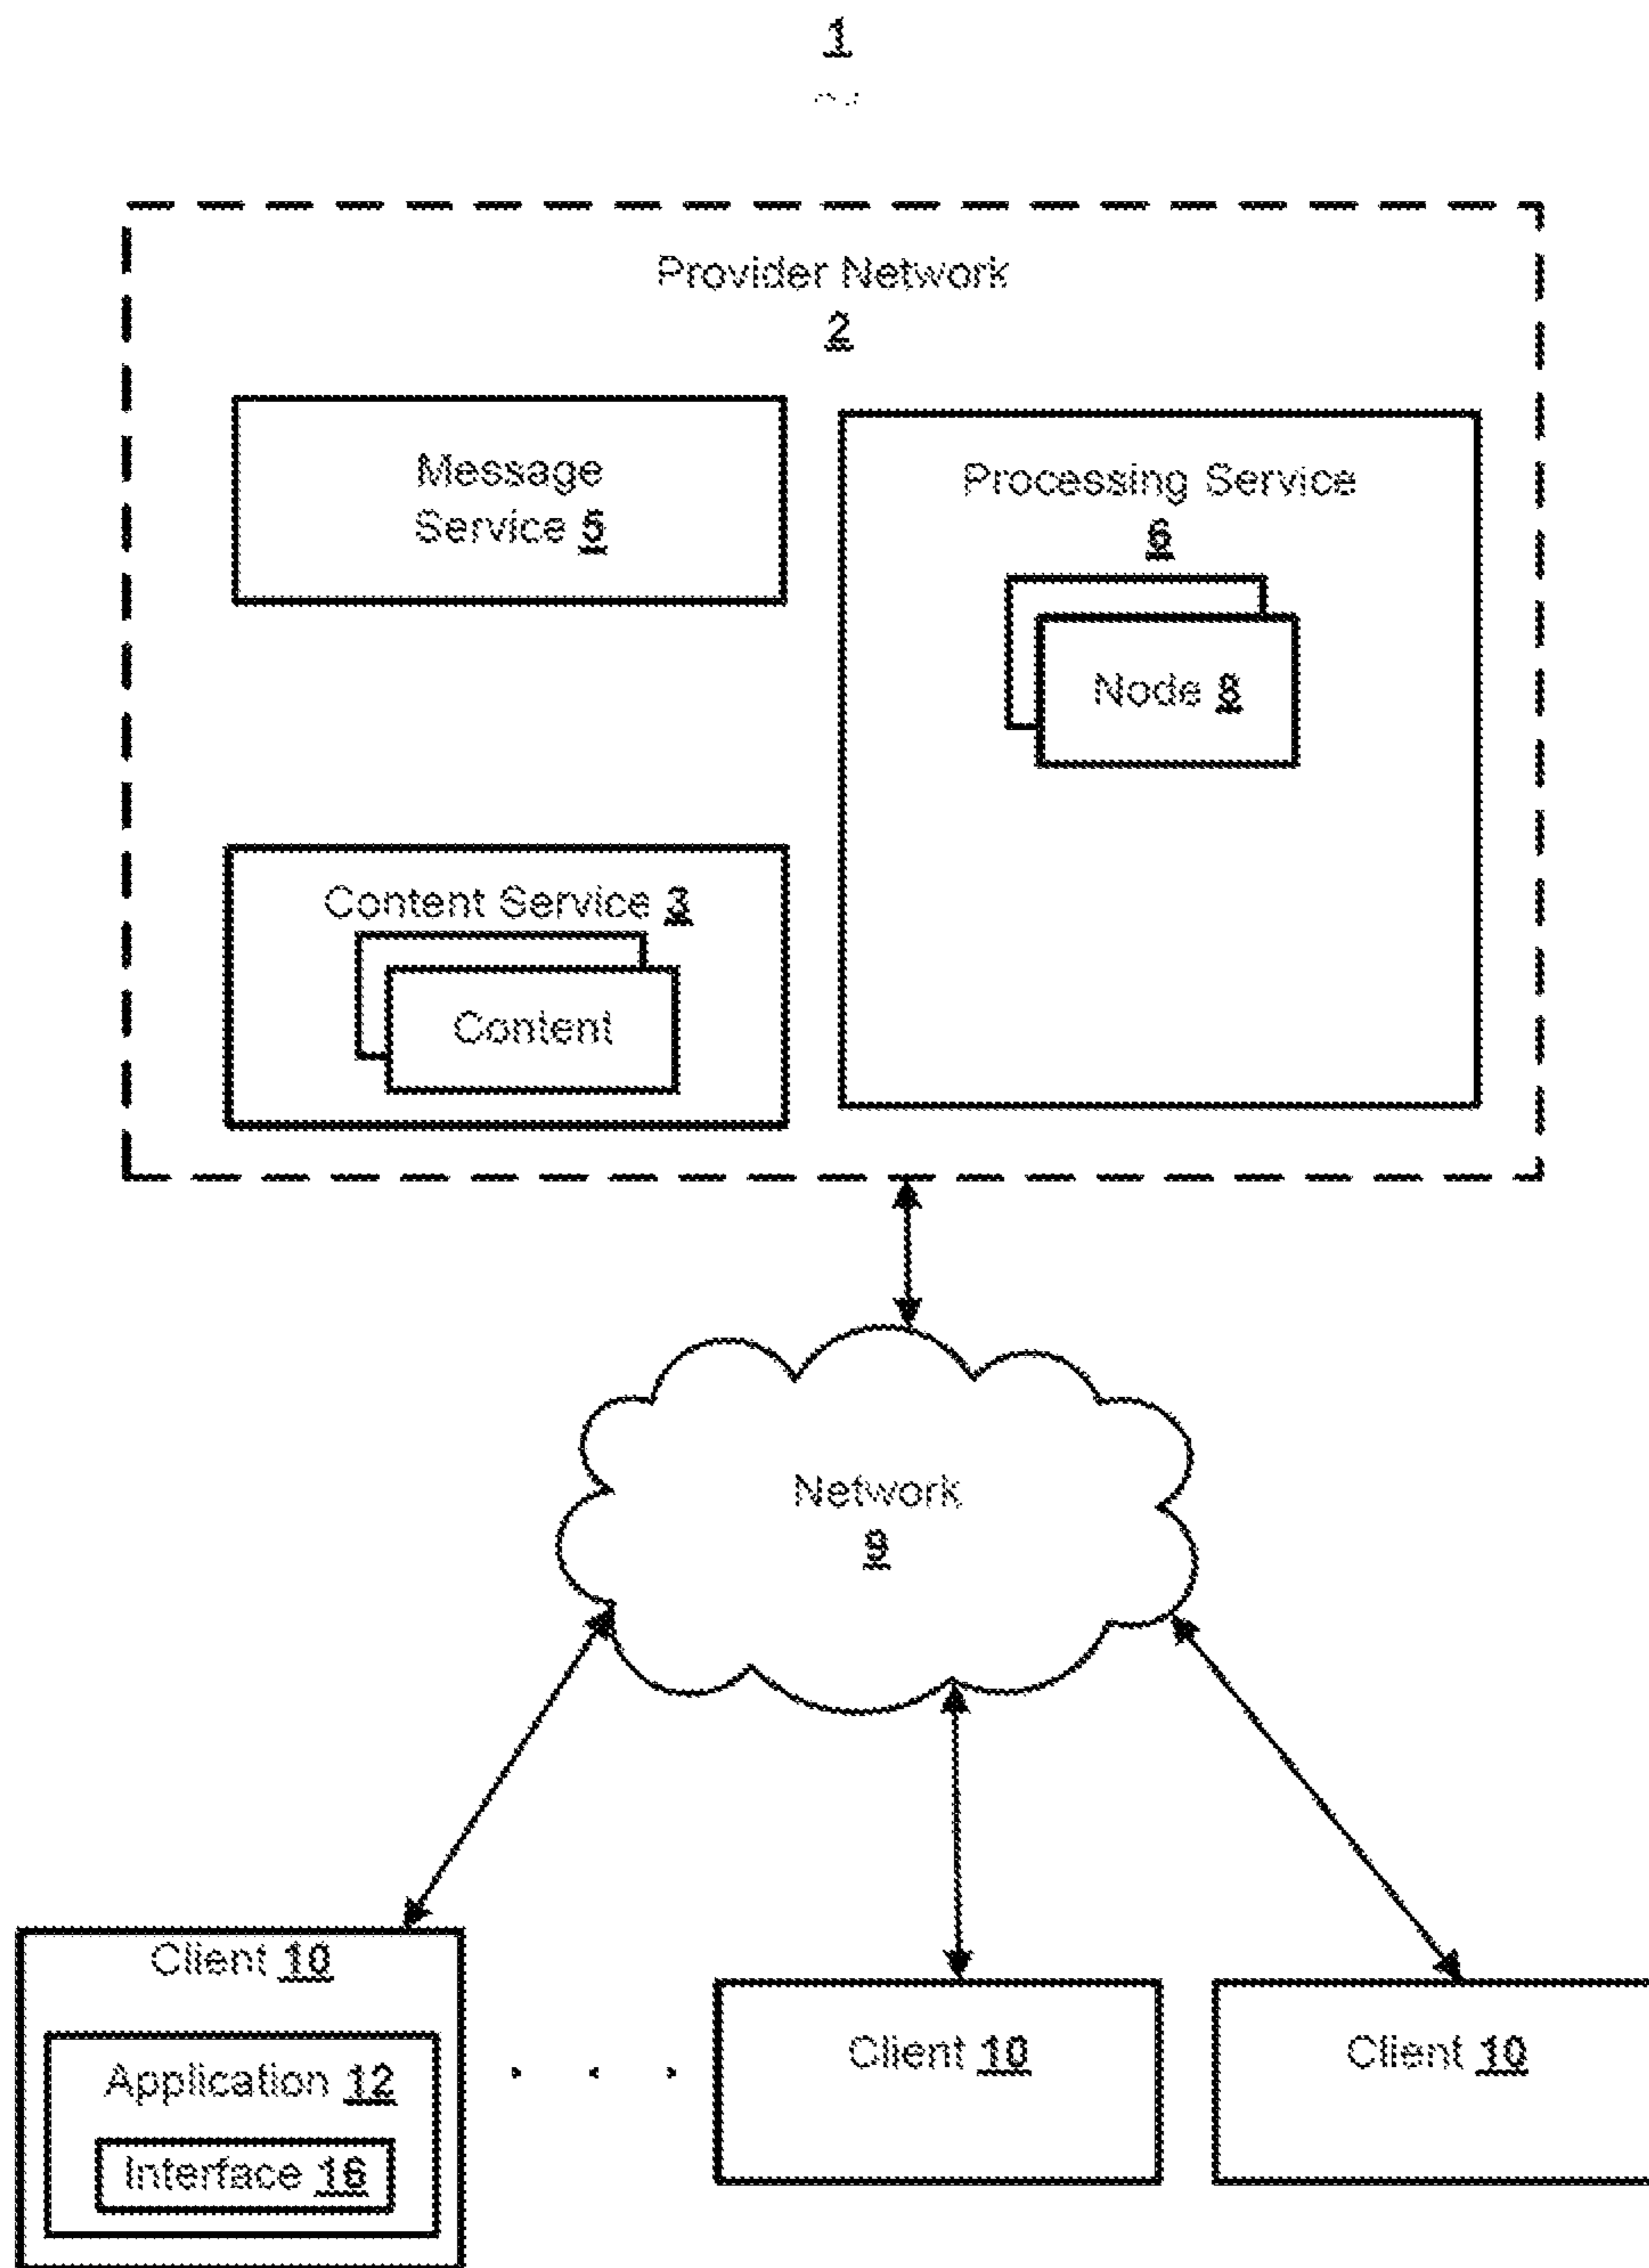 1
Provider Network
2
Message
Service 5
Processing Service
6
Node 8
Content Service 3
Content
Network
9
Client 10
Application 12
Interface 16
Client 10
Client 10